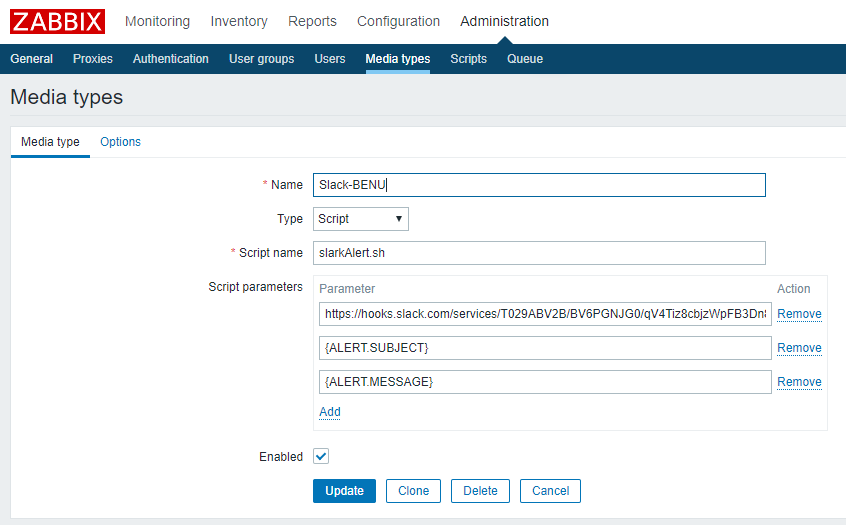 ZABBIX Monitoring Inventory Reports Configuration Administration
General Proxies Authentication User groups Users Media types Scripts Queue
Media types
Media type Options
* Name Slack-BENU
Type Script
* Script name slarkAlert.sh
Script parameters Parameter Action
https://hooks.slack.com/services/T029ABV2B/BV6PGNJG0/qV4Tiz8cbjzWpFB3Dn8 Remove
{ALERT.SUBJECT} Remove
{ALERT.MESSAGE} Remove
Add
Enabled
Update Clone Delete Cancel